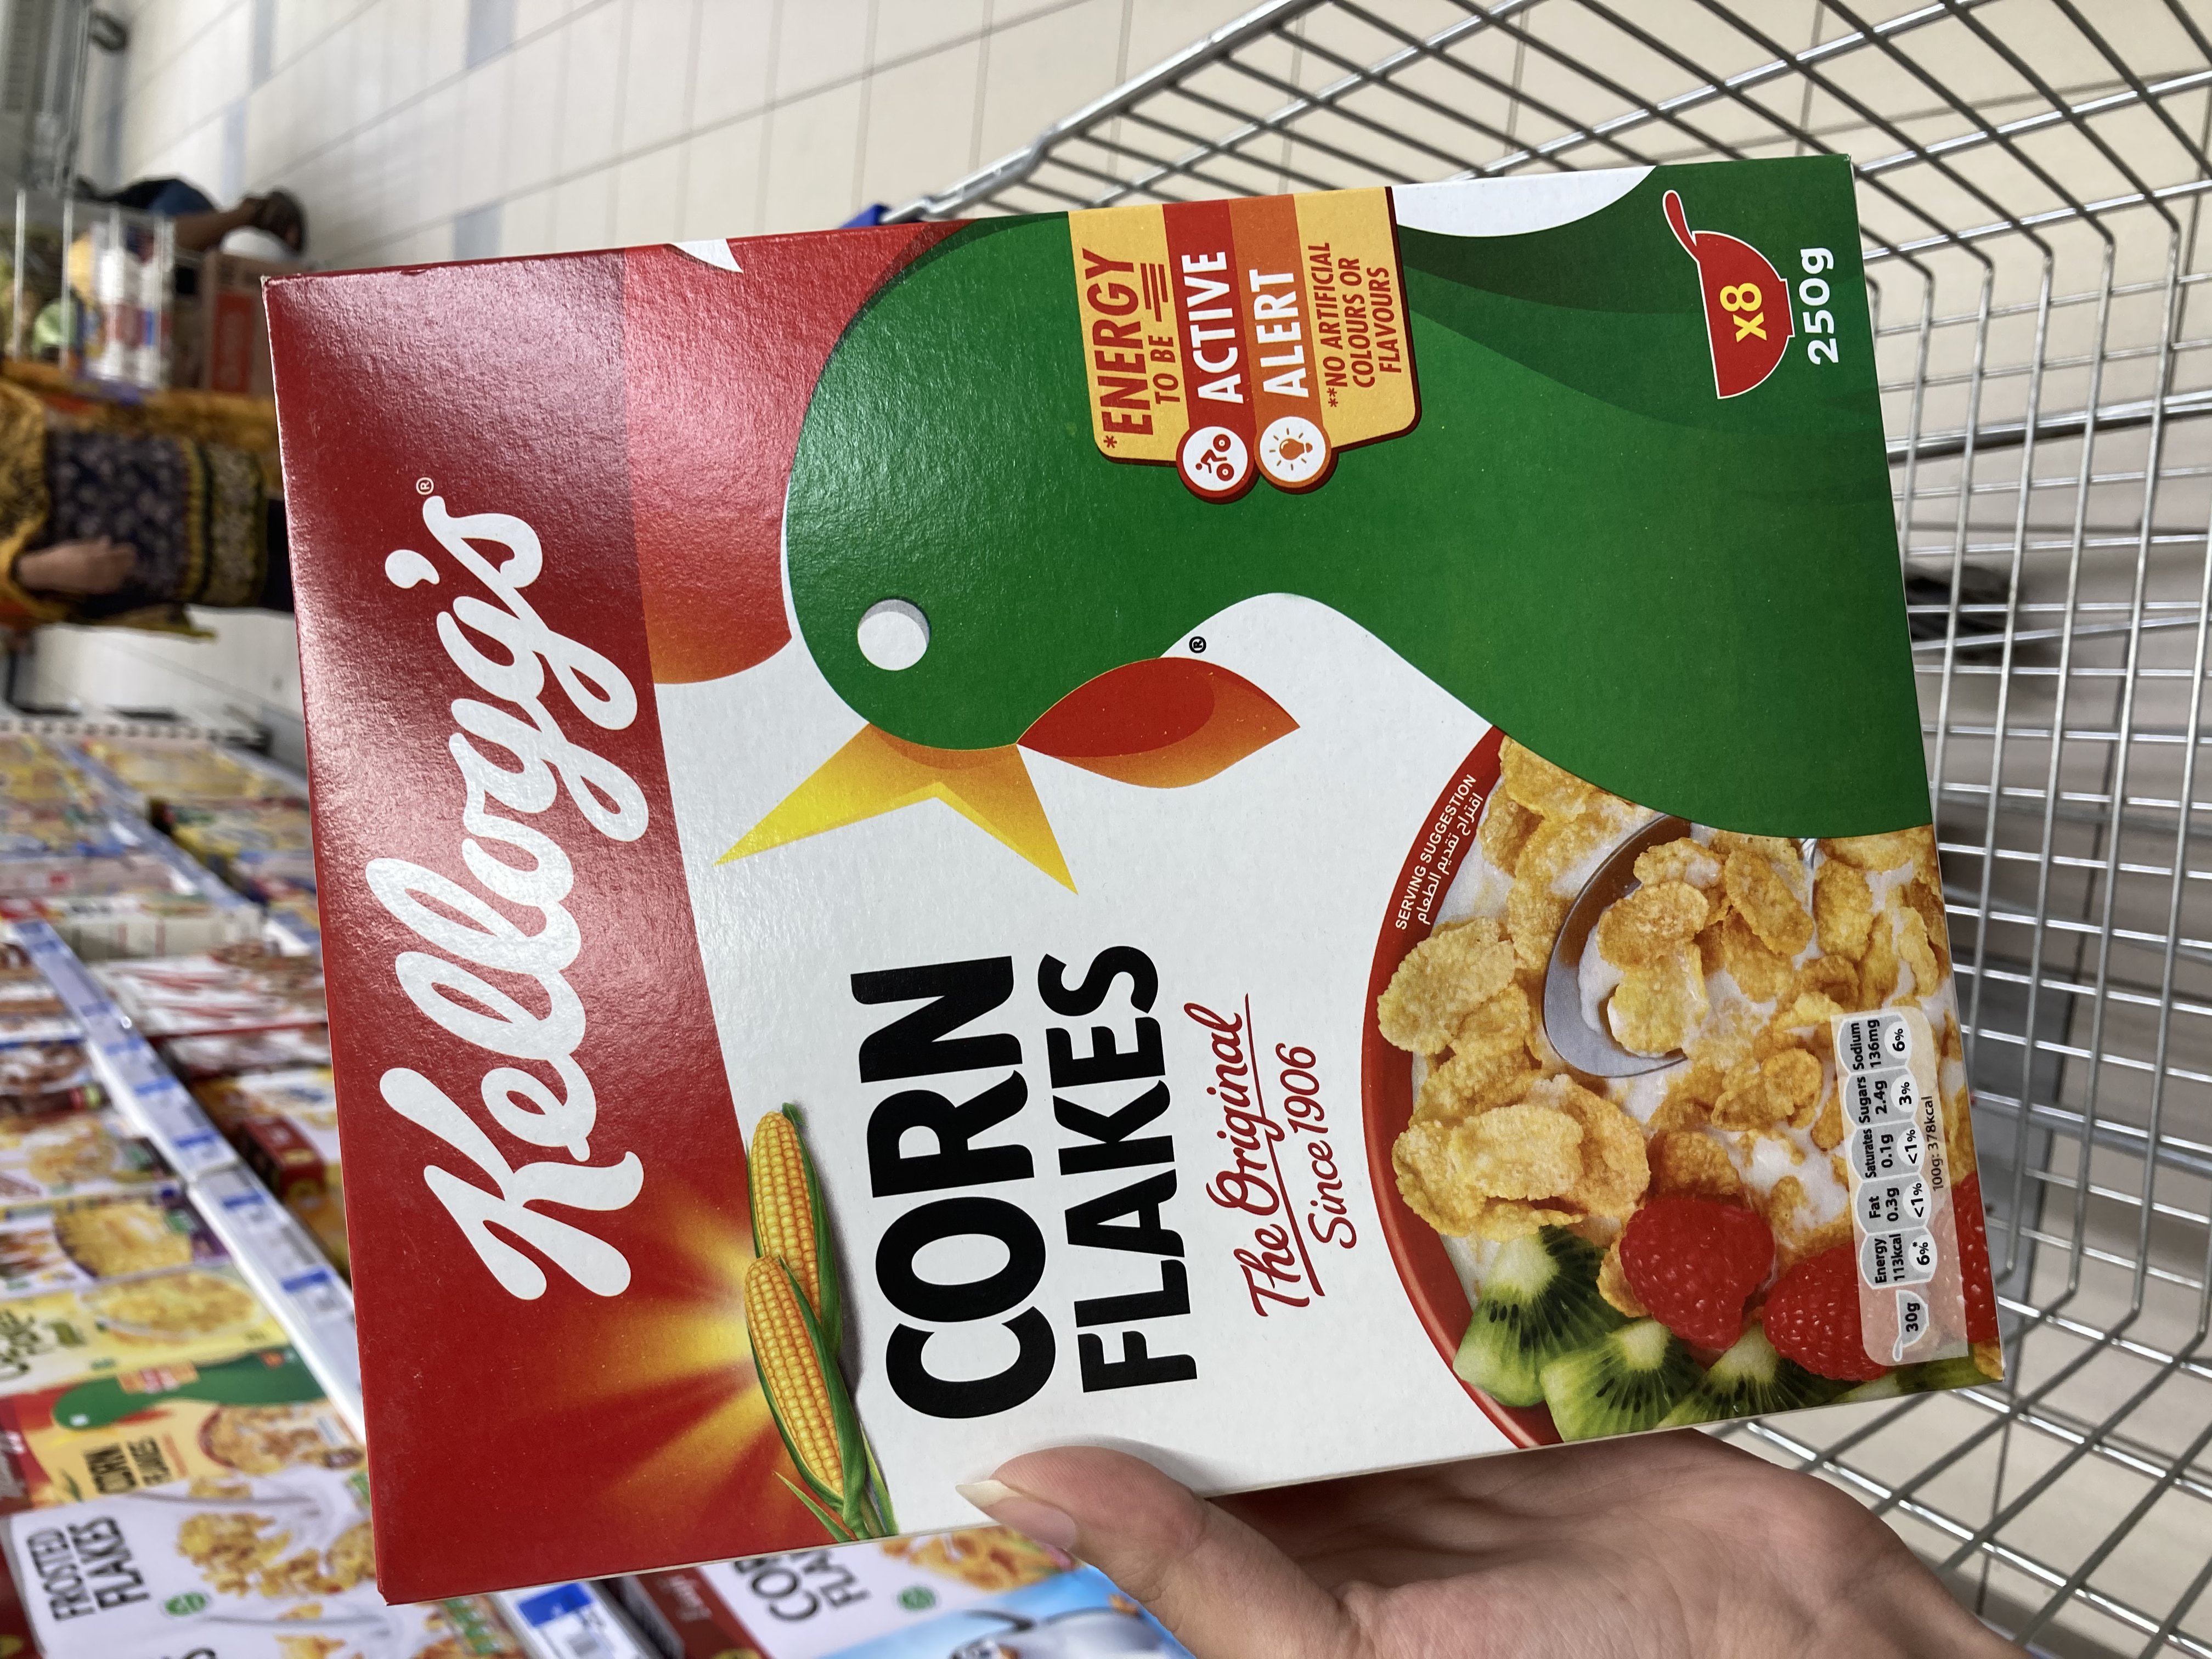 FROSTED
FLAKES
CORN
FLAKES
Kellogg's®
CORN
FLAKES
The Original
Since 1906
®
*ENERGY
TO BE
ACTIVE
ALERT
**NO ARTIFICIAL
COLOURS OR
FLAVOURS
SERVING SUGGESTION
اقتراح تقديم الطعام
x8
250g
30g
Energy Fat Saturates Sugars Sodium
113kcal 0.3g 0.1g 2.4g 136mg
6%* <1% <1% 3% 6%
100g: 378kcal